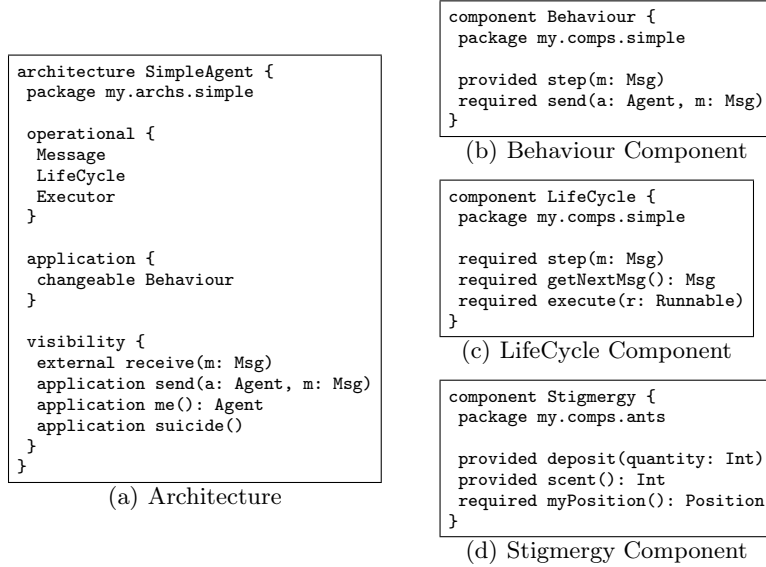 architecture SimpleAgent {
package my.archs.simple
operational {
Message
LifeCycle
Executor
}
application {
changeable Behaviour
}
visibility {
external receive(m: Msg)
application send(a: Agent, m: Msg)
application me(): Agent
application suicide()
}
}
(a) Architecture
component Behaviour {
package my.comps.simple
provided step(m: Msg)
required send(a: Agent, m: Msg)
}
(b) Behaviour Component
component LifeCycle {
package my.comps.simple
required step(m: Msg)
required getNextMsg(): Msg
required execute(r: Runnable)
}
(c) LifeCycle Component
component Stigmergy {
package my.comps.ants
provided deposit(quantity: Int)
provided scent(): Int
required myPosition(): Position
}
(d) Stigmergy Component